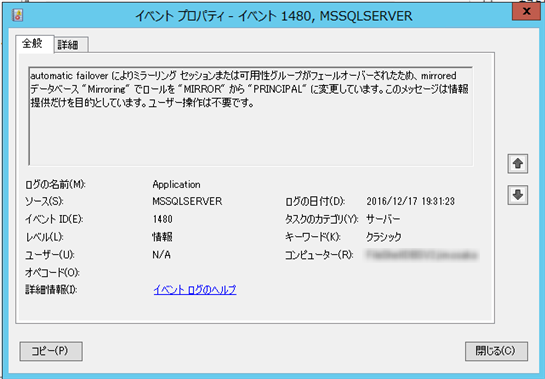 イベント プロパティ - イベント 1480, MSSQLSERVER
全般 詳細
automatic failover によりミラーリング セッションまたは可用性グループがフェールオーバーされたため、mirrored
データベース "Mirroring" でロールを "MIRROR" から "PRINCIPAL" に変更しています。このメッセージは情報
提供だけを目的としています。ユーザー操作は不要です。
ログの名前(M): Application
ソース(S): MSSQLSERVER ログの日付(D): 2016/12/17 19:31:23
イベント ID(E): 1480 タスクのカテゴリ(Y): サーバー
レベル(L): 情報 キーワード(K): クラシック
ユーザー(U): N/A コンピューター(R):
オペコード(O):
詳細情報(I): イベント ログのヘルプ
コピー(P) 閉じる(C)